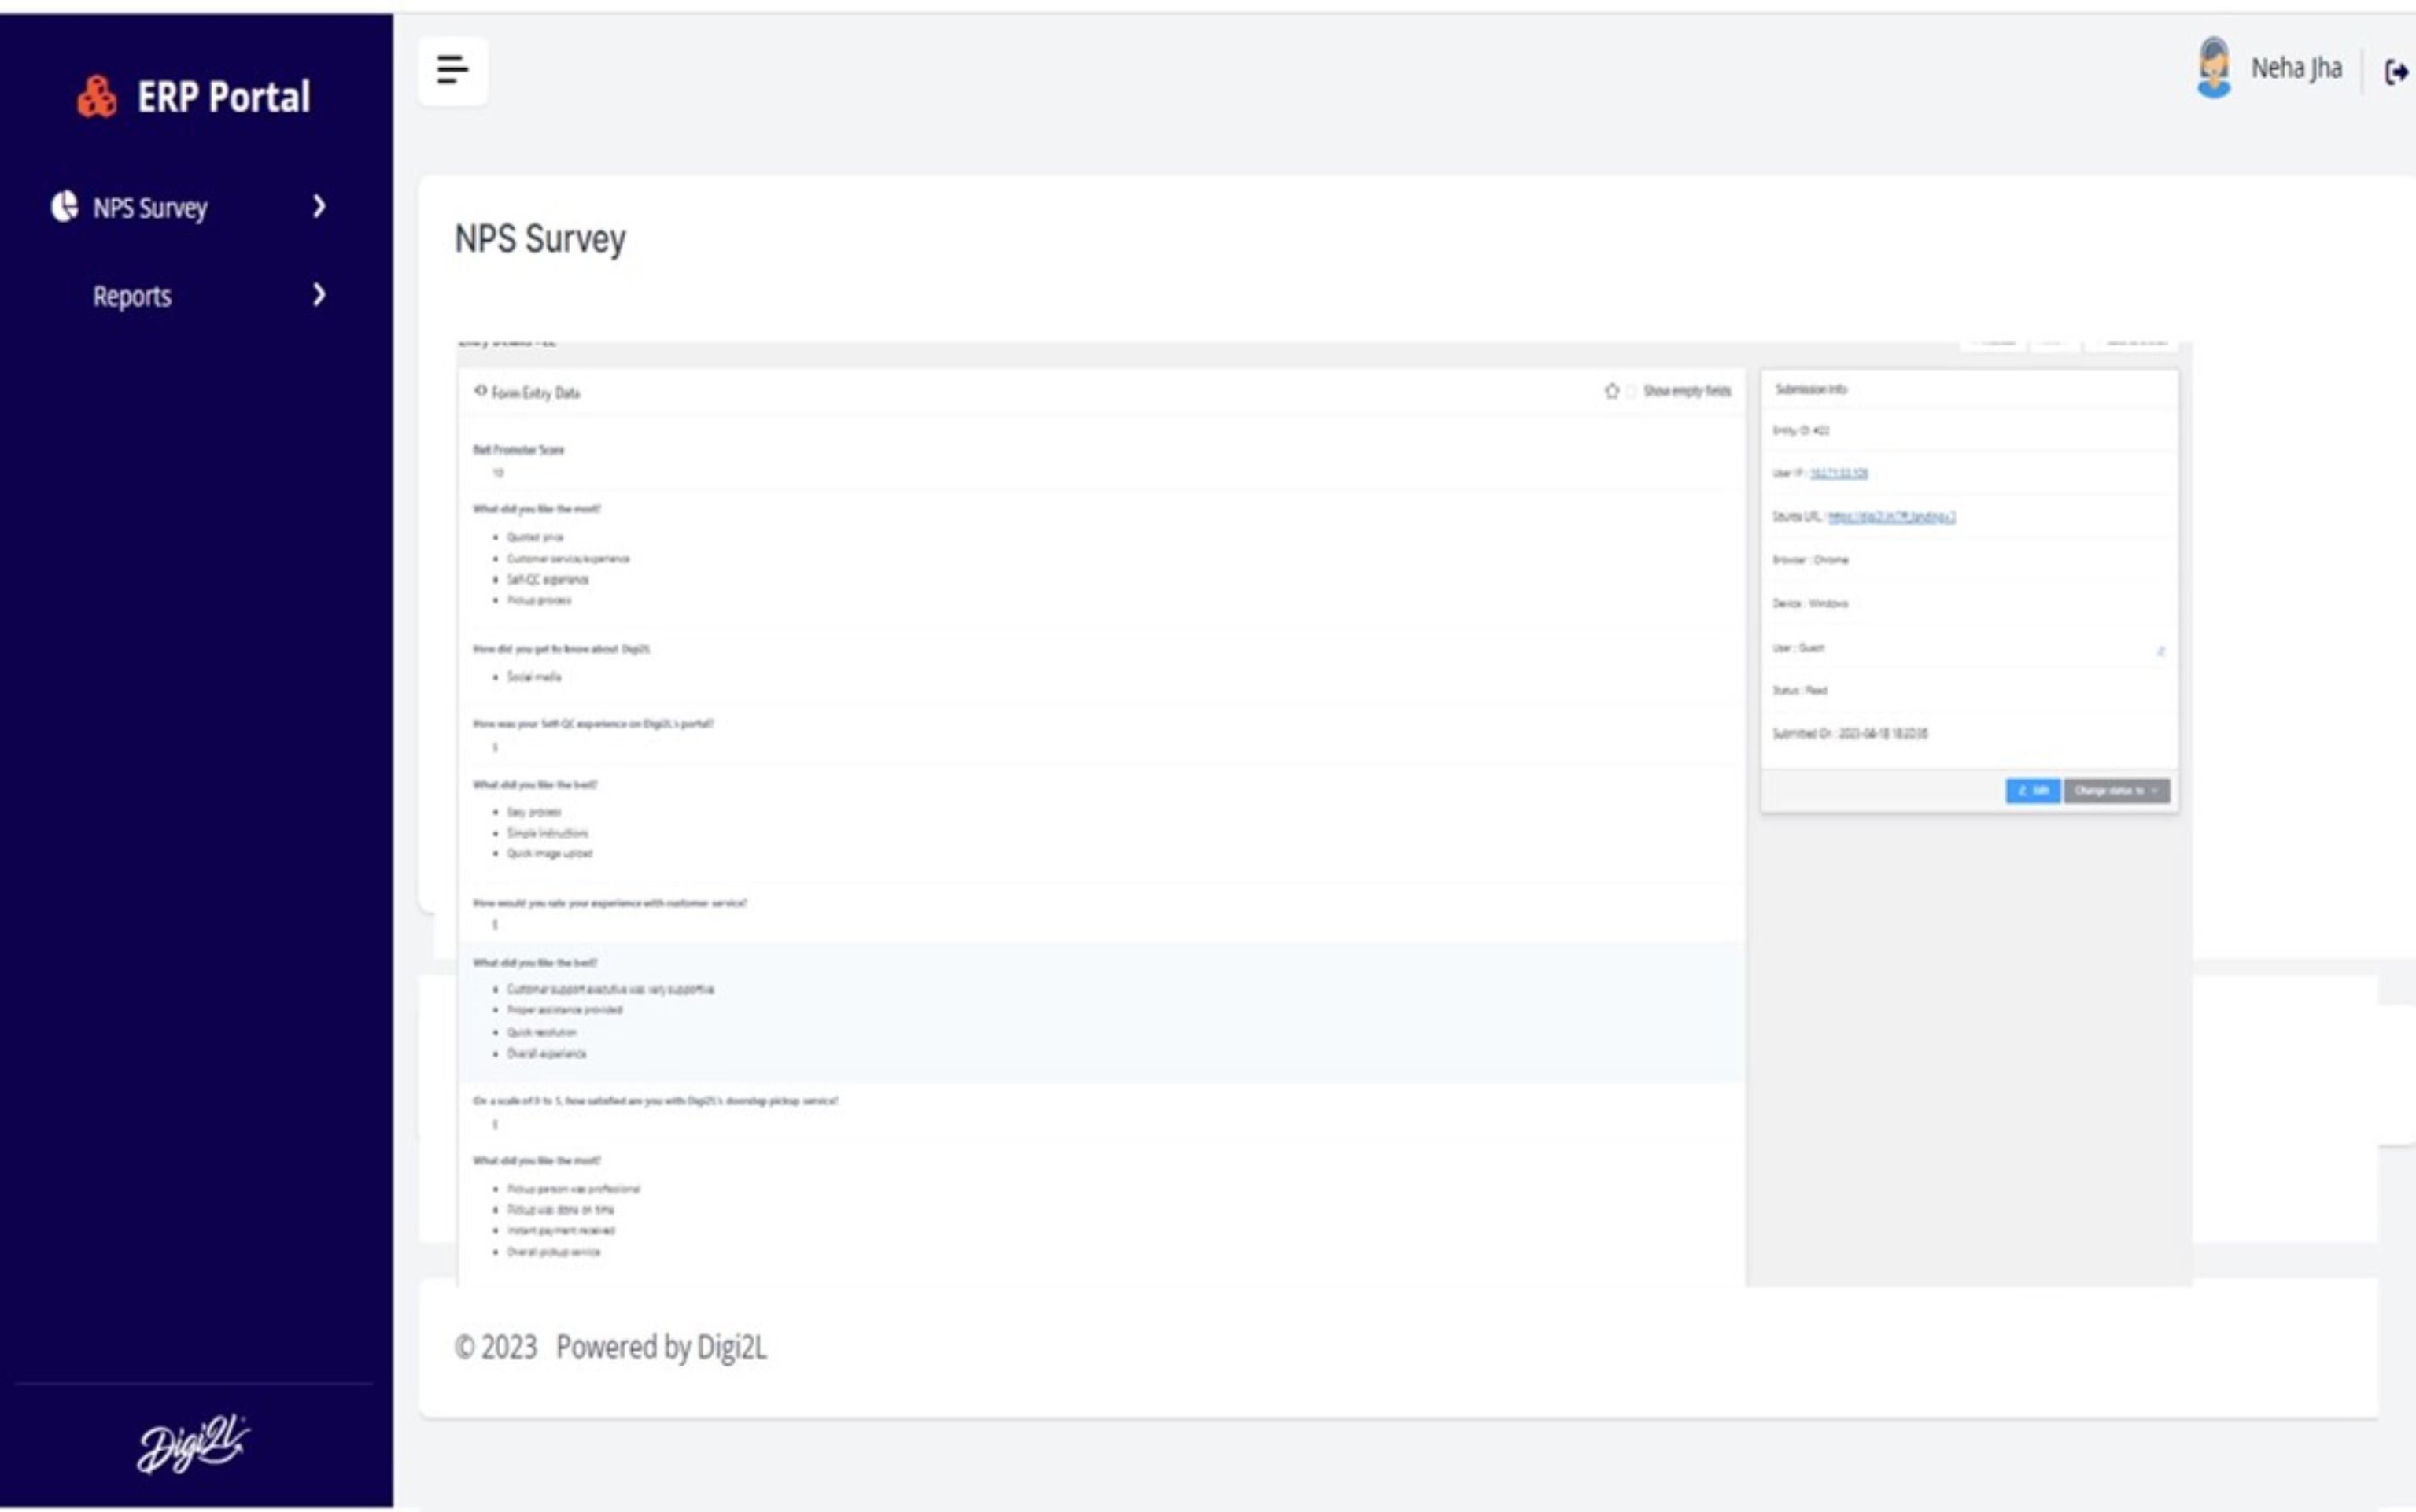 ERP Portal
Neha Jha
NPS Survey
Reports
NPS Survey
Form Entry Data
Show empty fields
Net Promoter Score
10
What did you like the most?
Quoted price
Customer service/experience
Self-QC experience
Pickup process
How did you get to know about Digi2L
Social media
How was your Self-QC experience on Digi2L's portal?
5
What did you like the best?
Easy process
Simple instructions
Quick image upload
How would you rate your experience with customer service?
5
What did you like the best?
Customer support executive was very supportive
Proper assistance provided
Quick resolution
Overall experience
On a scale of 0 to 5, how satisfied are you with Digi2L's doorstep pickup service?
5
What did you like the most?
Pickup person was professional
Pickup was done on time
Instant payment received
Overall pickup service
Submission Info
Entity ID: #22
User IP :
Source URL :
Browser : Chrome
Device : Windows
User : Guest
Status : Read
Submitted On :
Edit
Change status to
© 2023 Powered by Digi2L
Digi2L